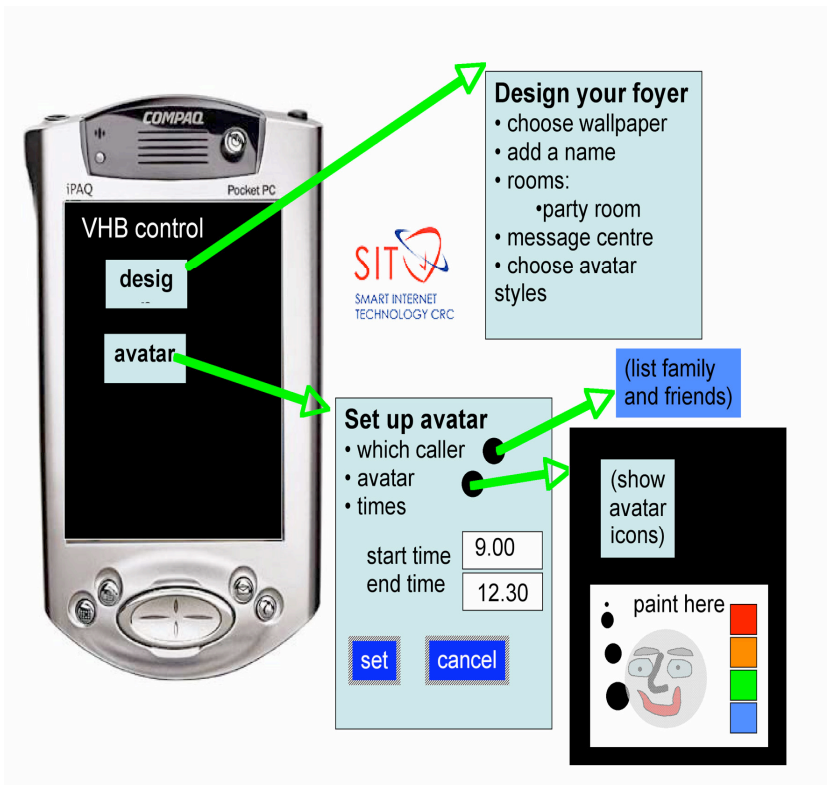 COMPAQ
iPAQ Pocket PC
VHB control
desig
avatar
Design your foyer
• choose wallpaper
• add a name
• rooms:
•party room
• message centre
• choose avatar
styles
SIT
SMART INTERNET
TECHNOLOGY CRC
(list family
and friends)
Set up avatar
• which caller
• avatar
• times
start time 9.00
end time 12.30
set cancel
(show
avatar
icons)
paint here